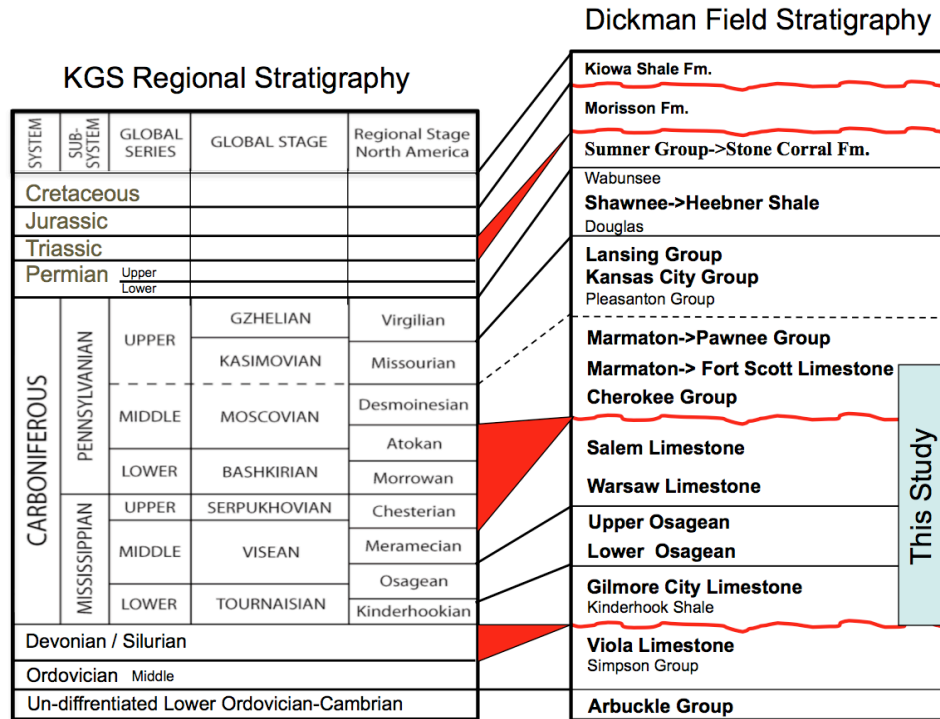 Dickman Field Stratigraphy
KGS Regional Stratigraphy
SYSTEM
SUB-
SYSTEM
GLOBAL
SERIES
GLOBAL STAGE
Regional Stage
North America
Cretaceous
Jurassic
Triassic
Permian Upper
Lower
CARBONIFEROUS
PENNSYLVANIAN
MISSISSIPPIAN
UPPER
MIDDLE
LOWER
UPPER
MIDDLE
LOWER
GZHELIAN
KASIMOVIAN
MOSCOVIAN
BASHKIRIAN
SERPUKHOVIAN
VISEAN
TOURNAISIAN
Virgilian
Missourian
Desmoinesian
Atokan
Morrowan
Chesterian
Meramecian
Osagean
Kinderhookian
Devonian / Silurian
Ordovician Middle
Un-diffrentiated Lower Ordovician-Cambrian
Kiowa Shale Fm.
Morisson Fm.
Sumner Group->Stone Corral Fm.
Wabunsee
Shawnee->Heebner Shale
Douglas
Lansing Group
Kansas City Group
Pleasanton Group
Marmaton->Pawnee Group
Marmaton-> Fort Scott Limestone
Cherokee Group
Salem Limestone
Warsaw Limestone
Upper Osagean
Lower Osagean
Gilmore City Limestone
Kinderhook Shale
Viola Limestone
Simpson Group
Arbuckle Group
This Study